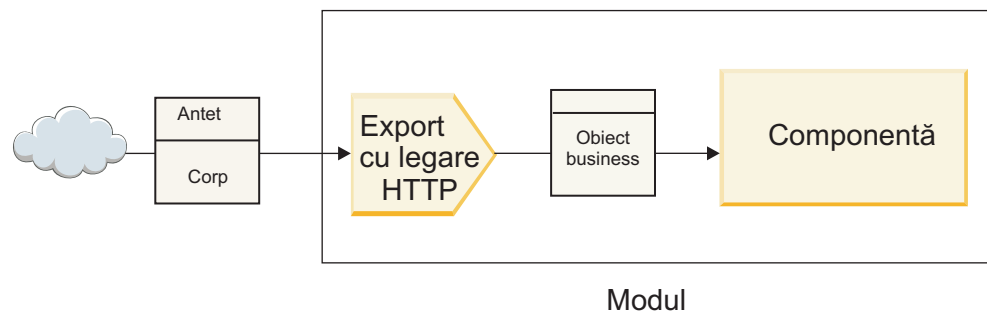 Antet
Corp
Export
cu legare
HTTP
Obiect
business
Componentă
Modul